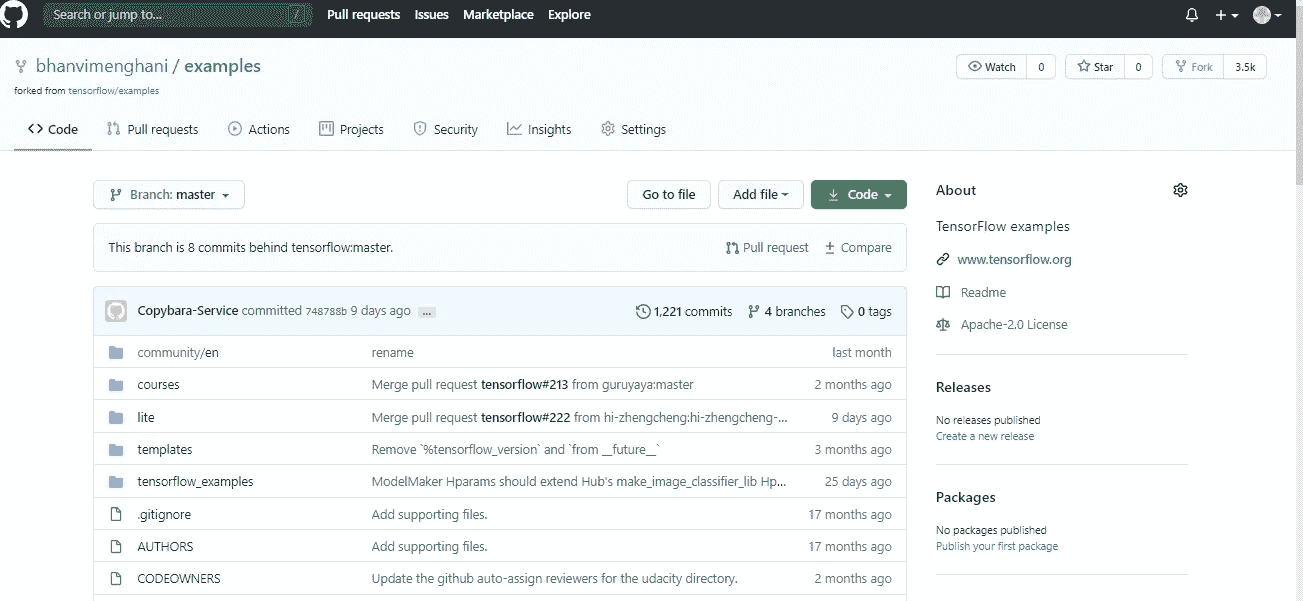 Search or jump to... /
Pull requests Issues Marketplace Explore
bhanvimenghani / examples
forked from tensorflow/examples
Watch 0 Star 0 Fork 3.5k
Code Pull requests Actions Projects Security Insights Settings
Branch: master
Go to file Add file Code
This branch is 8 commits behind tensorflow:master.
Pull request Compare
Copybara-Service committed 748788b 9 days ago ...
1,221 commits 4 branches 0 tags
community/en rename last month
courses Merge pull request tensorflow#213 from guruyaya:master 2 months ago
lite Merge pull request tensorflow#222 from hi-zhengcheng:hi-zhengcheng-... 9 days ago
templates Remove `%tensorflow_version` and `from __future__` 3 months ago
tensorflow_examples ModelMaker Hparams should extend Hub's make_image_classifier_lib Hp... 25 days ago
.gitignore Add supporting files. 17 months ago
AUTHORS Add supporting files. 17 months ago
CODEOWNERS Update the github auto-assign reviewers for the udacity directory. 2 months ago
About
TensorFlow examples
www.tensorflow.org
Readme
Apache-2.0 License
Releases
No releases published
Create a new release
Packages
No packages published
Publish your first package